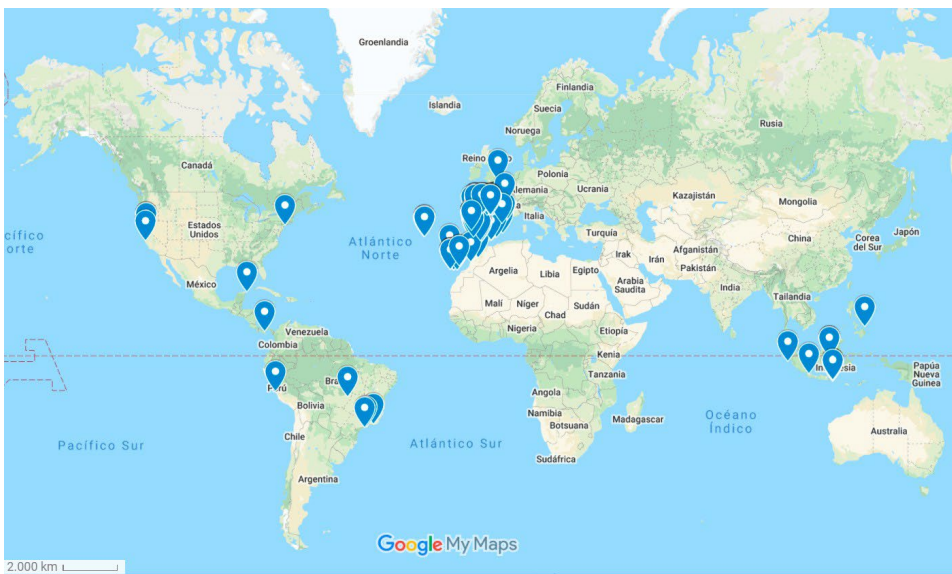 Groenlandia
Islandia
Finlandia
Suecia
Noruega
Rusia
Canadá
Polonia
Ucrania
Kazajistán
Mongolia
Estados
Unidos
Atlántico
Norte
Italia
Turquía
Afganistán
China
Corea
del Sur
Japón
México
Argelia
Libia
Egipto
Irak
Irán
Pakistán
Arabia
Saudita
India
Tailandia
Malí
Níger
Chad
Sudán
Nigeria
Etiopía
Venezuela
Colombia
Kenia
Tanzania
Papúa
Nueva
Guinea
Perú
Bolivia
Angola
Namibia
Botsuana
Madagascar
Océano
Índico
Australia
Chile
Pacífico Sur
Atlántico Sur
Sudáfrica
Argentina
Google My Maps
2.000 km